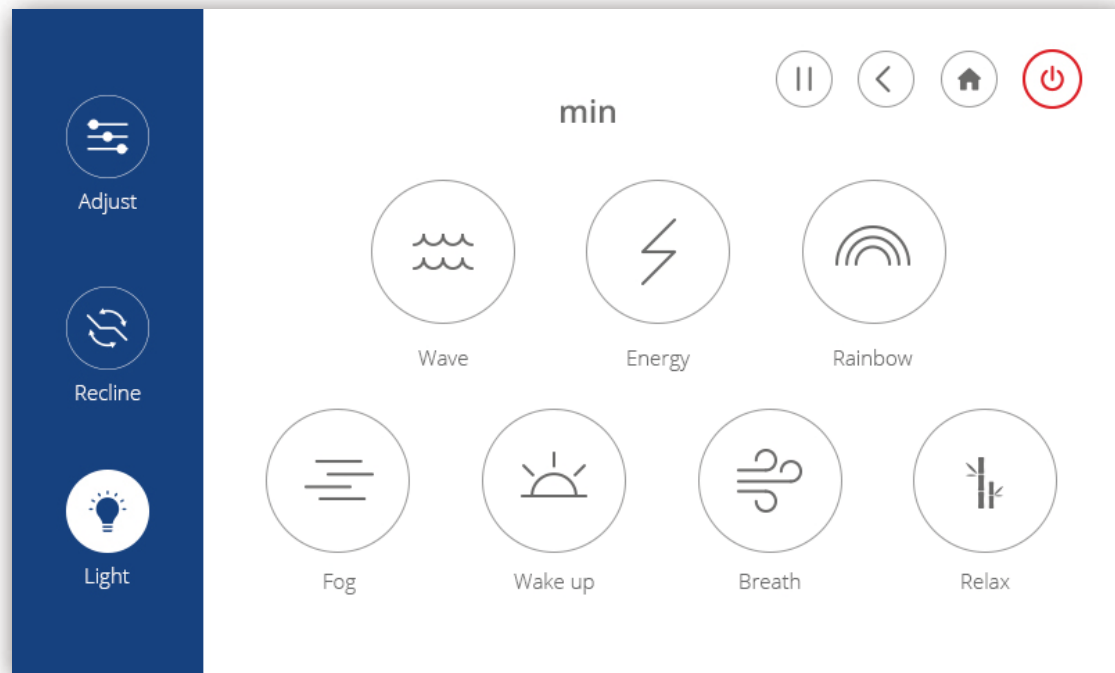 min
Adjust
Recline
Light
Wave
Energy
Rainbow
Fog
Wake up
Breath
Relax